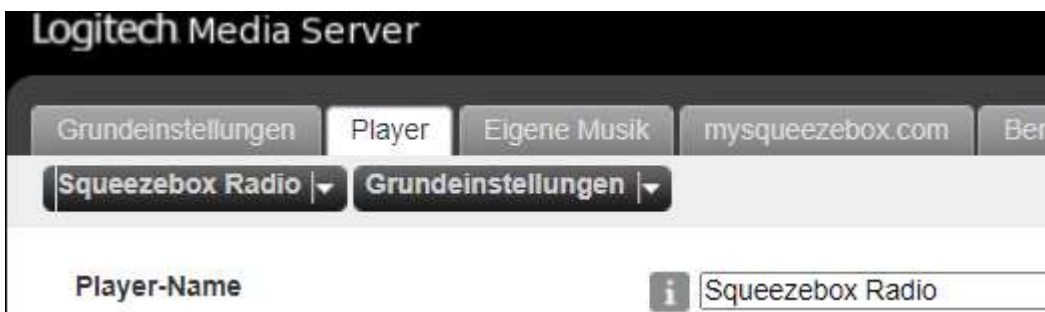 Logitech Media Server
Grundeinstellungen Player Eigene Musik mysqueezebox.com
Squeezebox Radio Grundeinstellungen
Player-Name i Squeezebox Radio